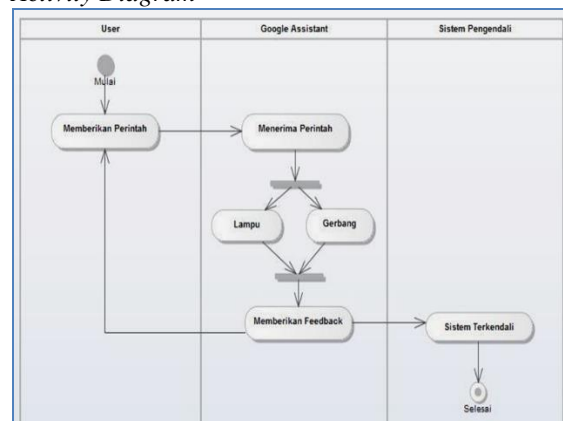 Activity Diagram
User
Google Assistant
Sistem Pengendali
Mulai
Memberikan Perintah
Menerima Perintah
Lampu
Gerbang
Memberikan Feedback
Sistem Terkendali
Selesai